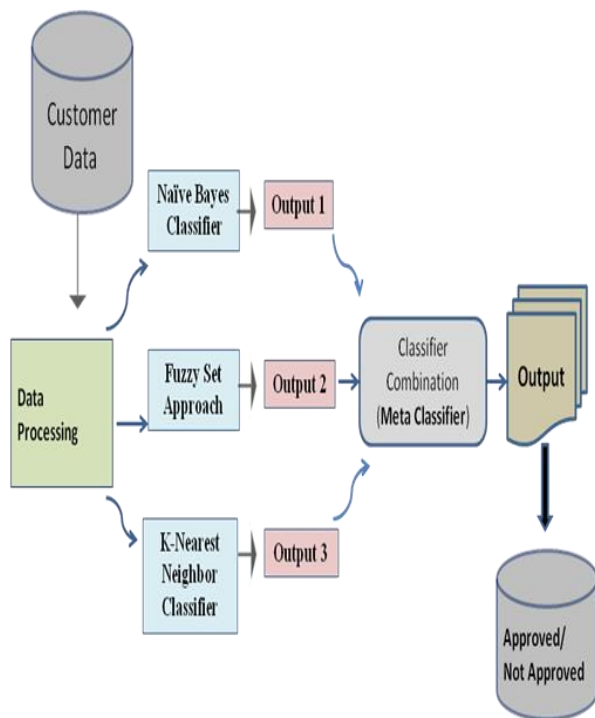 Customer
Data
Naïve Bayes
Classifier
Output 1
Data
Processing
Fuzzy Set
Approach
Output 2
Classifier
Combination
(Meta Classifier)
Output
K-Nearest
Neighbor
Classifier
Output 3
Approved/
Not Approved